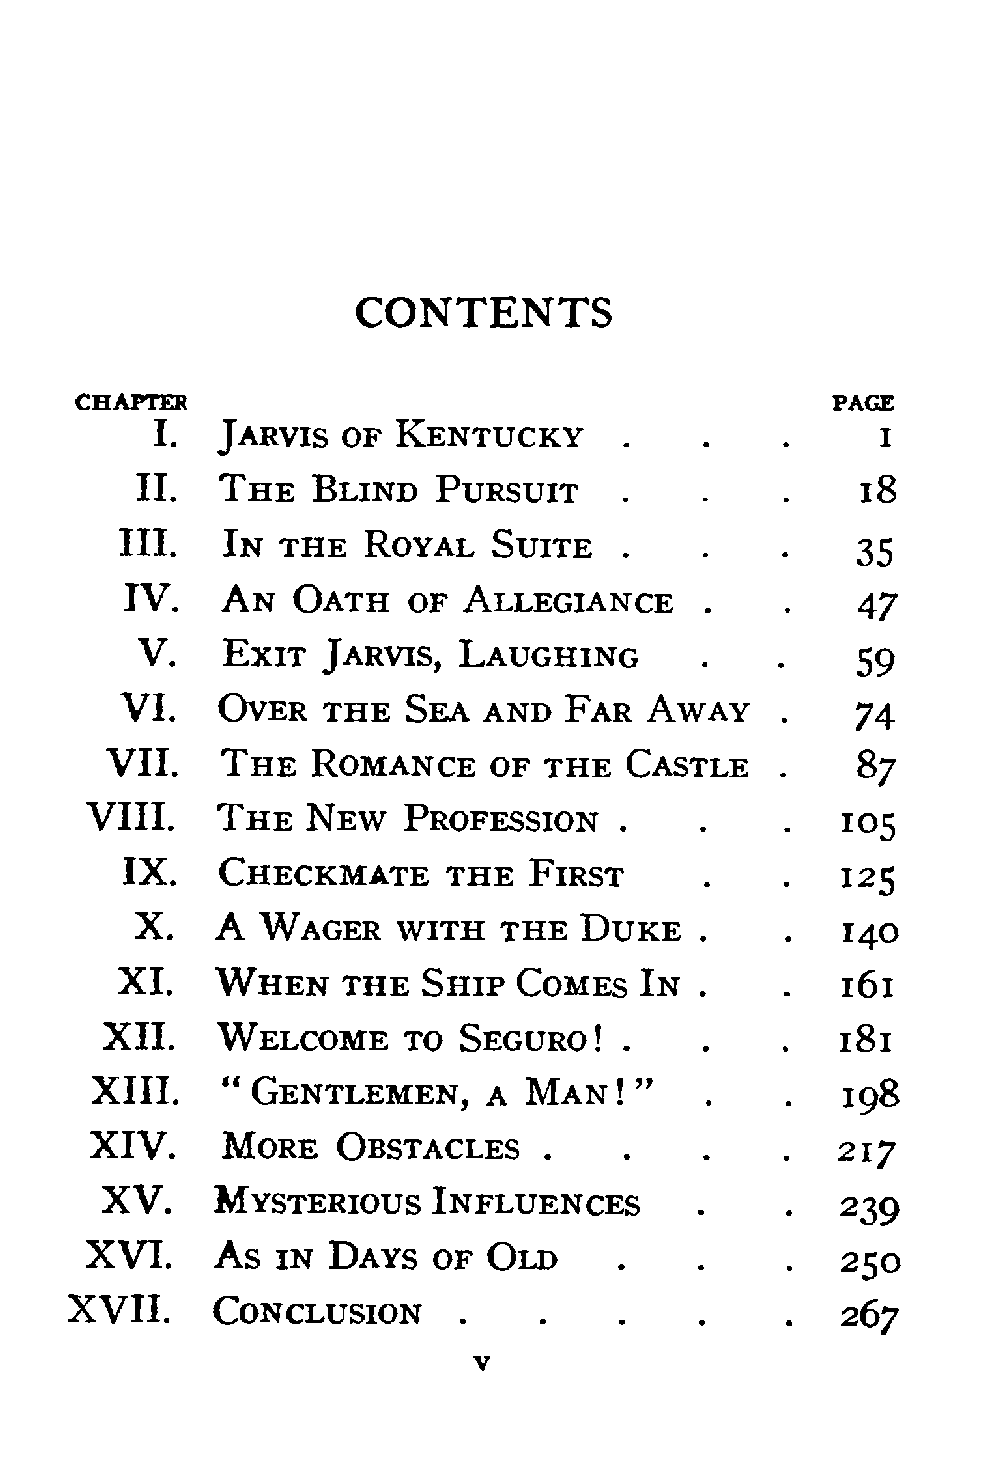 CONTENTS
CHAPTER PAGE
I. JARVIS OF KENTUCKY . . . 1
II. THE BLIND PURSUIT . . . 18
III. IN THE ROYAL SUITE . . . 35
IV. AN OATH OF ALLEGIANCE . . 47
V. EXIT JARVIS, LAUGHING . . 59
VI. OVER THE SEA AND FAR AWAY . 74
VII. THE ROMANCE OF THE CASTLE . 87
VIII. THE NEW PROFESSION . . . 105
IX. CHECKMATE THE FIRST . . 125
X. A WAGER WITH THE DUKE . . 140
XI. WHEN THE SHIP COMES IN . . 161
XII. WELCOME TO SEGURO! . . . 181
XIII. "GENTLEMEN, A MAN!" . . 198
XIV. MORE OBSTACLES . . . . 217
XV. MYSTERIOUS INFLUENCES . . 239
XVI. AS IN DAYS OF OLD . . . 250
XVII. CONCLUSION . . . . . 267
v